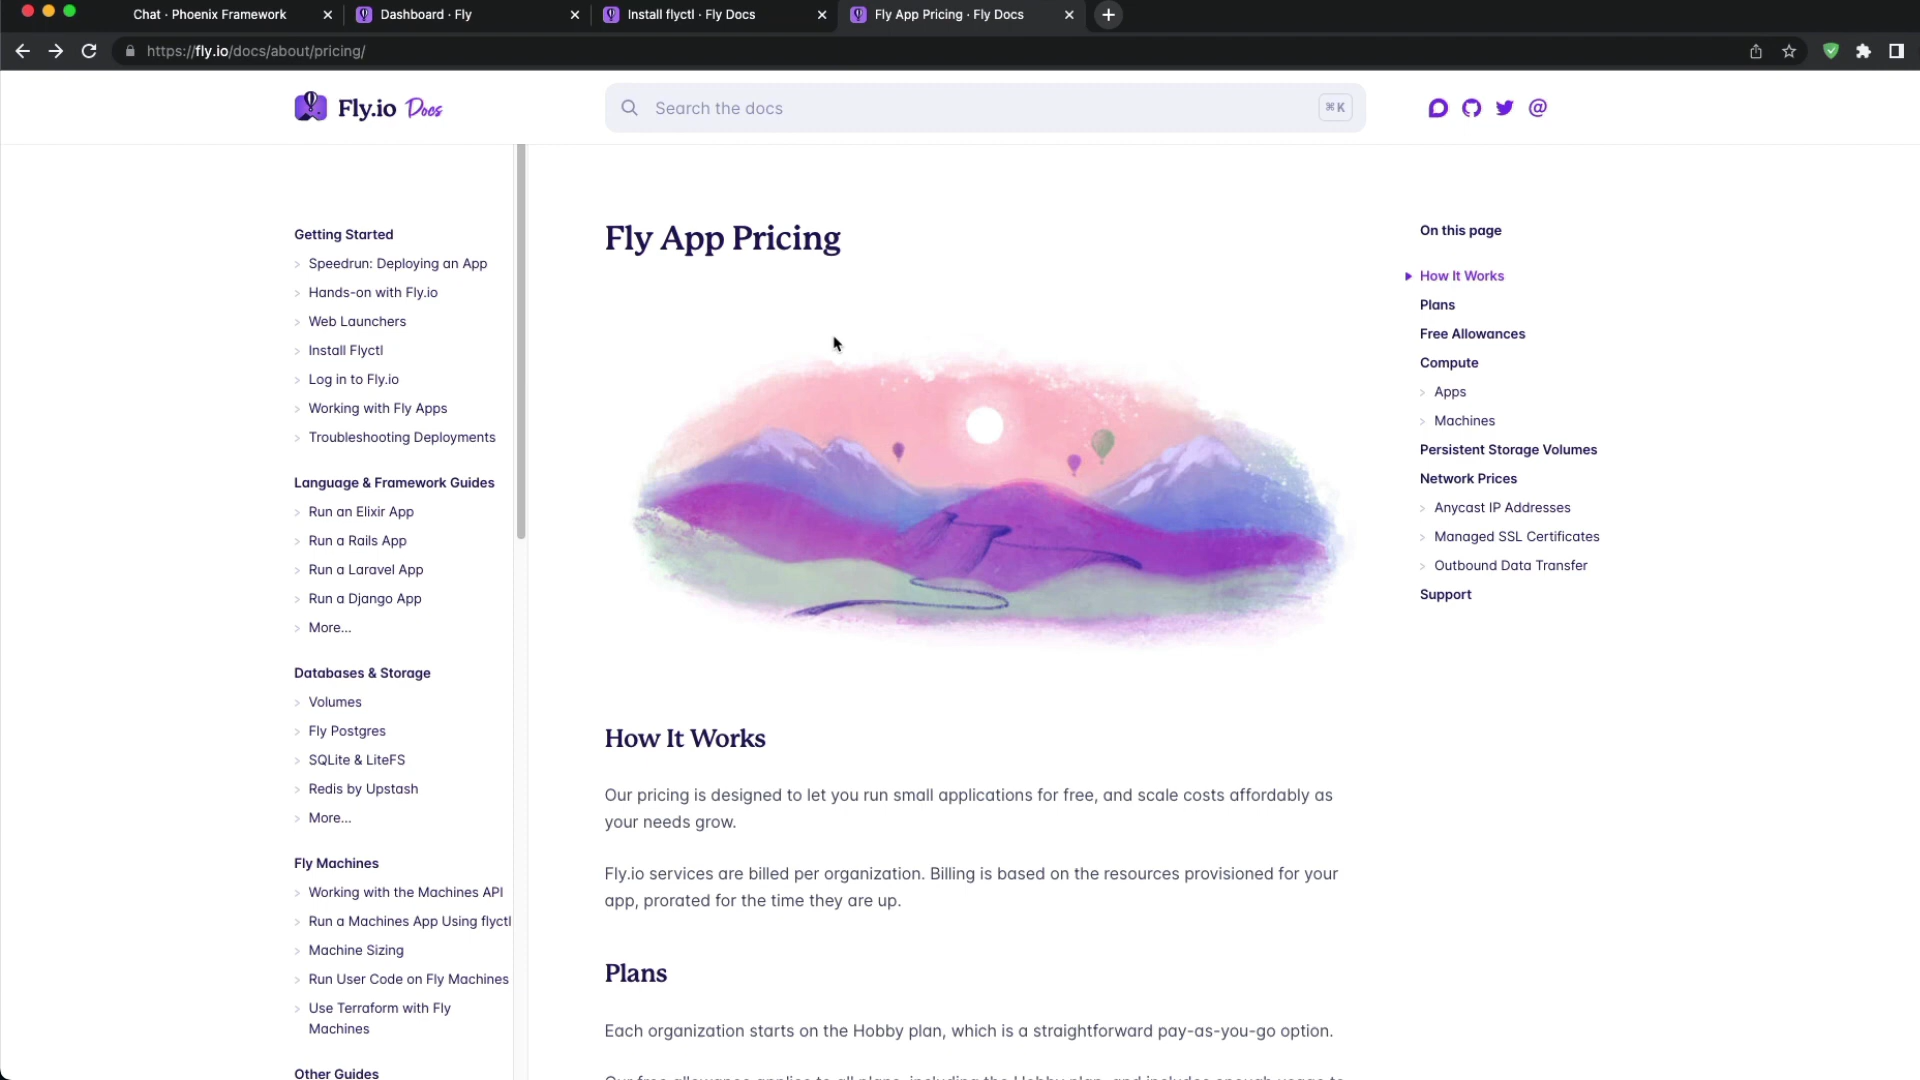 Chat · Phoenix Framework
Dashboard · Fly
Install flyctl · Fly Docs
Fly App Pricing · Fly Docs
https://fly.io/docs/about/pricing/
Fly.io Docs
Search the docs
⌘K
Getting Started
Speedrun: Deploying an App
Hands-on with Fly.io
Web Launchers
Install Flyctl
Log in to Fly.io
Working with Fly Apps
Troubleshooting Deployments
Language & Framework Guides
Run an Elixir App
Run a Rails App
Run a Laravel App
Run a Django App
More...
Databases & Storage
Volumes
Fly Postgres
SQLite & LiteFS
Redis by Upstash
More...
Fly Machines
Working with the Machines API
Run a Machines App Using flyctl
Machine Sizing
Run User Code on Fly Machines
Use Terraform with Fly
Machines
Other Guides
Fly App Pricing
How It Works
Our pricing is designed to let you run small applications for free, and scale costs affordably as
your needs grow.
Fly.io services are billed per organization. Billing is based on the resources provisioned for your
app, prorated for the time they are up.
Plans
Each organization starts on the Hobby plan, which is a straightforward pay-as-you-go option.
On this page
How It Works
Plans
Free Allowances
Compute
Apps
Machines
Persistent Storage Volumes
Network Prices
Anycast IP Addresses
Managed SSL Certificates
Outbound Data Transfer
Support